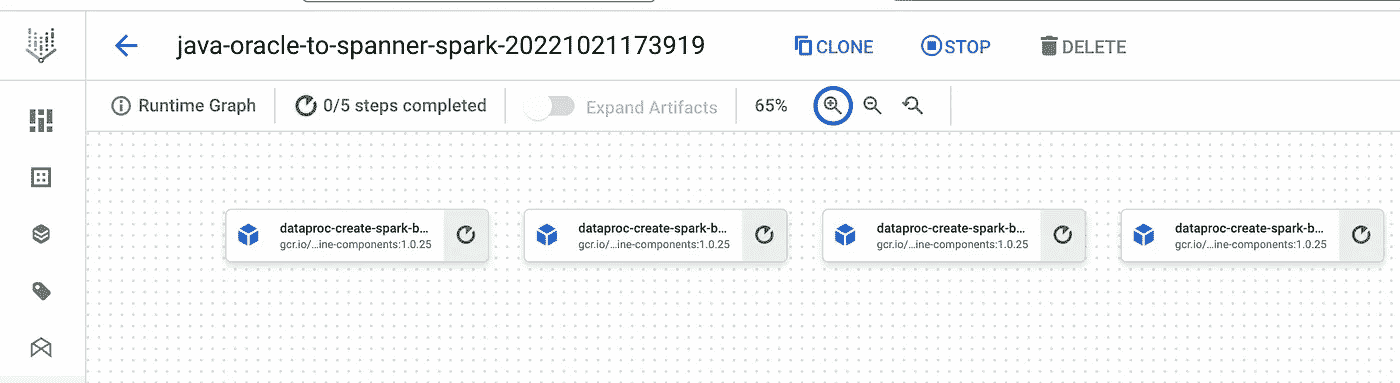 java-oracle-to-spanner-spark-20221021173919 CLONE STOP DELETE
Runtime Graph 0/5 steps completed Expand Artifacts 65%
dataproc-create-spark-b... dataproc-create-spark-b... dataproc-create-spark-b... dataproc-create-spark-b...
gcr.io/...ine-components:1.0.25 gcr.io/...ine-components:1.0.25 gcr.io/...ine-components:1.0.25 gcr.io/...ine-components:1.0.25